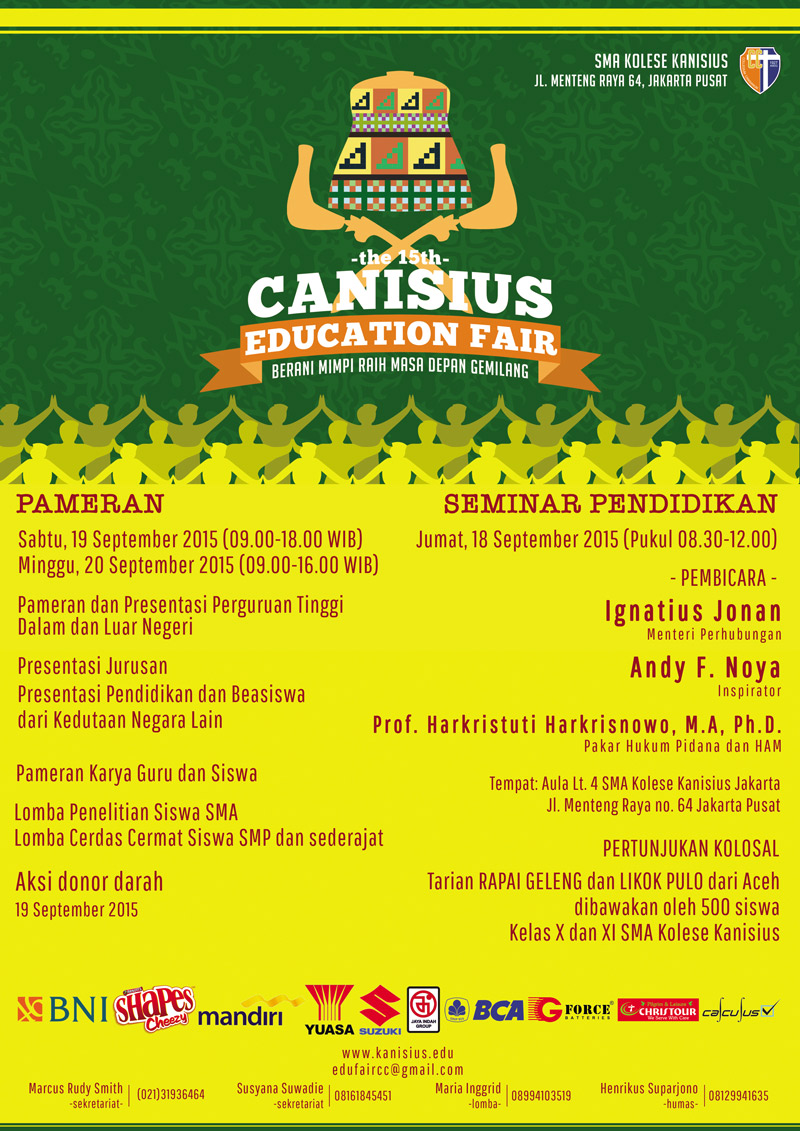 SMA KOLESE KANISIUS
JL. MENTENG RAYA 64, JAKARTA PUSAT
CC
-the 15th-
CANISIUS
EDUCATION FAIR
BERANI MIMPI RAIH MASA DEPAN GEMILANG
PAMERAN
Sabtu, 19 September 2015 (09.00-18.00 WIB)
Minggu, 20 September 2015 (09.00-16.00 WIB)
Pameran dan Presentasi Perguruan Tinggi
Dalam dan Luar Negeri
Presentasi Jurusan
Presentasi Pendidikan dan Beasiswa
dari Kedutaan Negara Lain
Pameran Karya Guru dan Siswa
Lomba Penelitian Siswa SMA
Lomba Cerdas Cermat Siswa SMP dan sederajat
Aksi donor darah
19 September 2015
SEMINAR PENDIDIKAN
Jumat, 18 September 2015 (Pukul 08.30-12.00)
- PEMBICARA -
Ignatius Jonan
Menteri Perhubungan
Andy F. Noya
Inspirator
Prof. Harkristuti Harkrisnowo, M.A, Ph.D.
Pakar Hukum Pidana dan HAM
Tempat: Aula Lt. 4 SMA Kolese Kanisius Jakarta
Jl. Menteng Raya no. 64 Jakarta Pusat
PERTUNJUKAN KOLOSAL
Tarian RAPAI GELENG dan LIKOK PULO dari Aceh
dibawakan oleh 500 siswa
Kelas X dan XI SMA Kolese Kanisius
BNI
SHAPES
Cheezy
mandiri
YUASA
SUZUKI
JAYA INDAH
GROUP
BCA
G FORCE
BATTERIES
Pilgrim & Leisure
CHRISTOUR
We Serve With Care
calculus
www.kanisius.edu
edufaircc@gmail.com
Marcus Rudy Smith
-sekretariat-
(021)31936464
Susyana Suwadie
-sekretariat
08161845451
Maria Inggrid
-lomba-
08994103519
Henrikus Suparjono
-humas-
08129941635